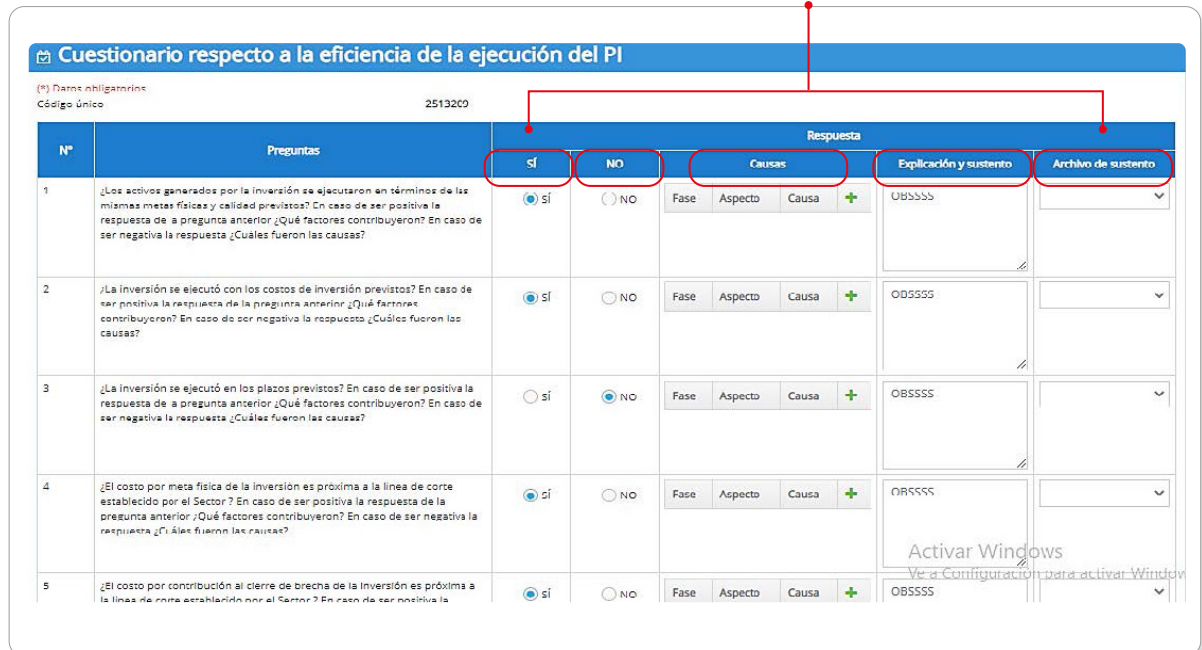 Cuestionario respecto a la eficiencia de la ejecución del PI
(*) Datos obligatorios
Código único 2513209
N° Preguntas Respuesta
SÍ NO Causas Explicación y sustento Archivo de sustento
1 ¿Los activos generados por la inversión se ejecutaron en términos de las SÍ NO Fase Aspecto Causa + OBSSSS
mismas metas físicas y calidad previstos? En caso de ser positiva la
respuesta de a pregunta anterior ¿Qué factores contribuyeron? En caso de
ser negativa la respuesta ¿Cuáles fueron las causas?
2 ¿La inversión se ejecutó con los costos de inversión previstos? En caso de SÍ NO Fase Aspecto Causa + OBSSSS
ser positiva la respuesta de la pregunta anterior ¿Qué factores
contribuyeron? En caso de ser negativa la respuesta ¿Cuáles fueron las
causas?
3 ¿La inversión se ejecutó en los plazos previstos? En caso de ser positiva la SÍ NO Fase Aspecto Causa + OBSSSS
respuesta de a pregunta anterior ¿Qué factores contribuyeron? En caso de
ser negativa la respuesta ¿Cuáles fueron las causas?
4 ¿El costo por meta física de la inversión es próxima a la línea de corte SÍ NO Fase Aspecto Causa + OBSSSS
establecido por el Sector ? En caso de ser positiva la respuesta de la
pregunta anterior ¿Qué factores contribuyeron? En caso de ser negativa la
respuesta ¿Cuáles fueron las causas?
Activar Windows
Ve a Configuración para activar Window
5 ¿El costo por contribución al cierre de brecha de la inversión es próxima a SÍ NO Fase Aspecto Causa + OBSSSS
la línea de corte establecido por el Sector ? En caso de ser positiva la